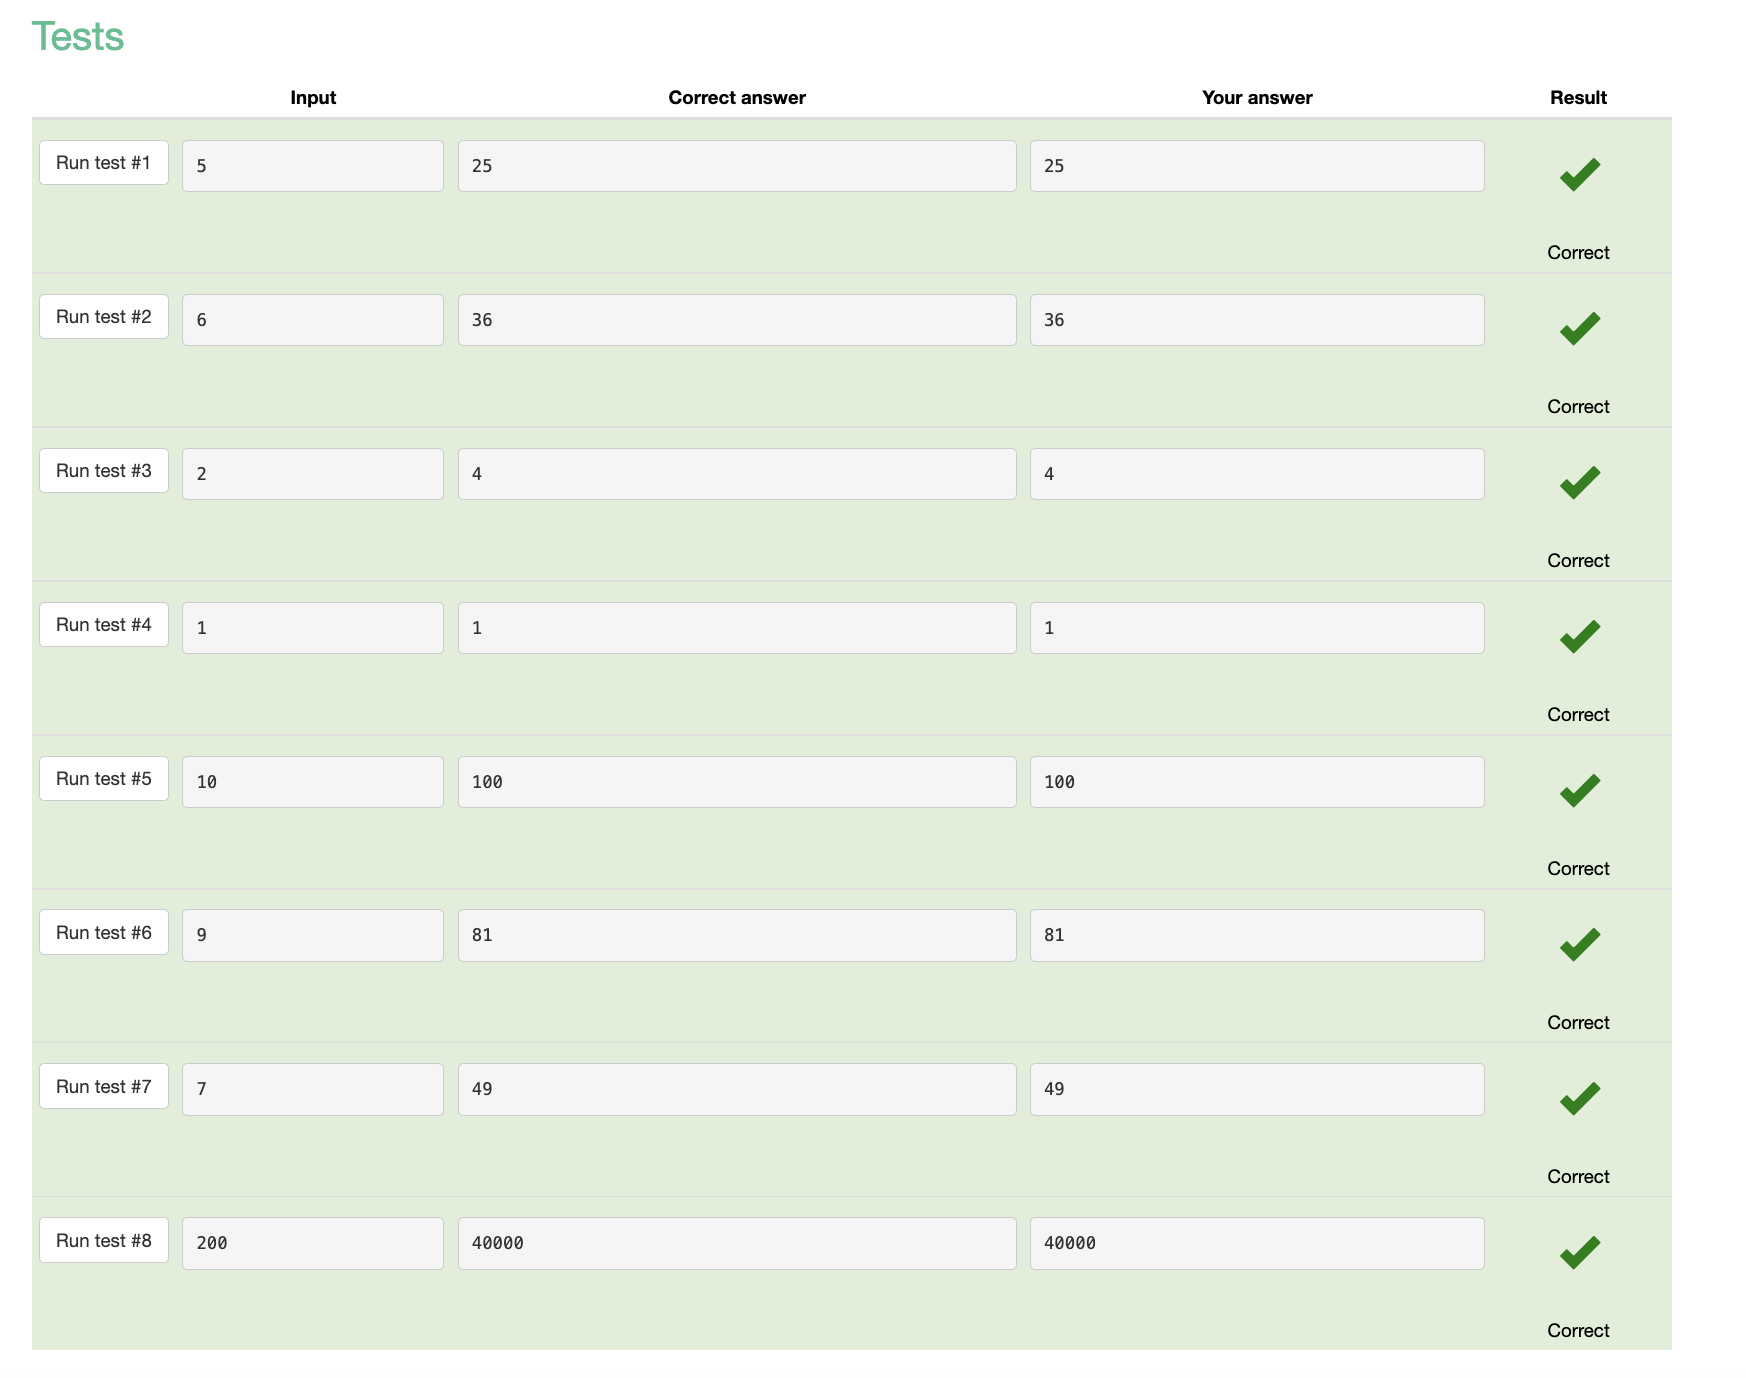 Tests
Input Correct answer Your answer Result
Run test #1 5 25 25
Correct
Run test #2 6 36 36
Correct
Run test #3 2 4 4
Correct
Run test #4 1 1 1
Correct
Run test #5 10 100 100
Correct
Run test #6 9 81 81
Correct
Run test #7 7 49 49
Correct
Run test #8 200 40000 40000
Correct